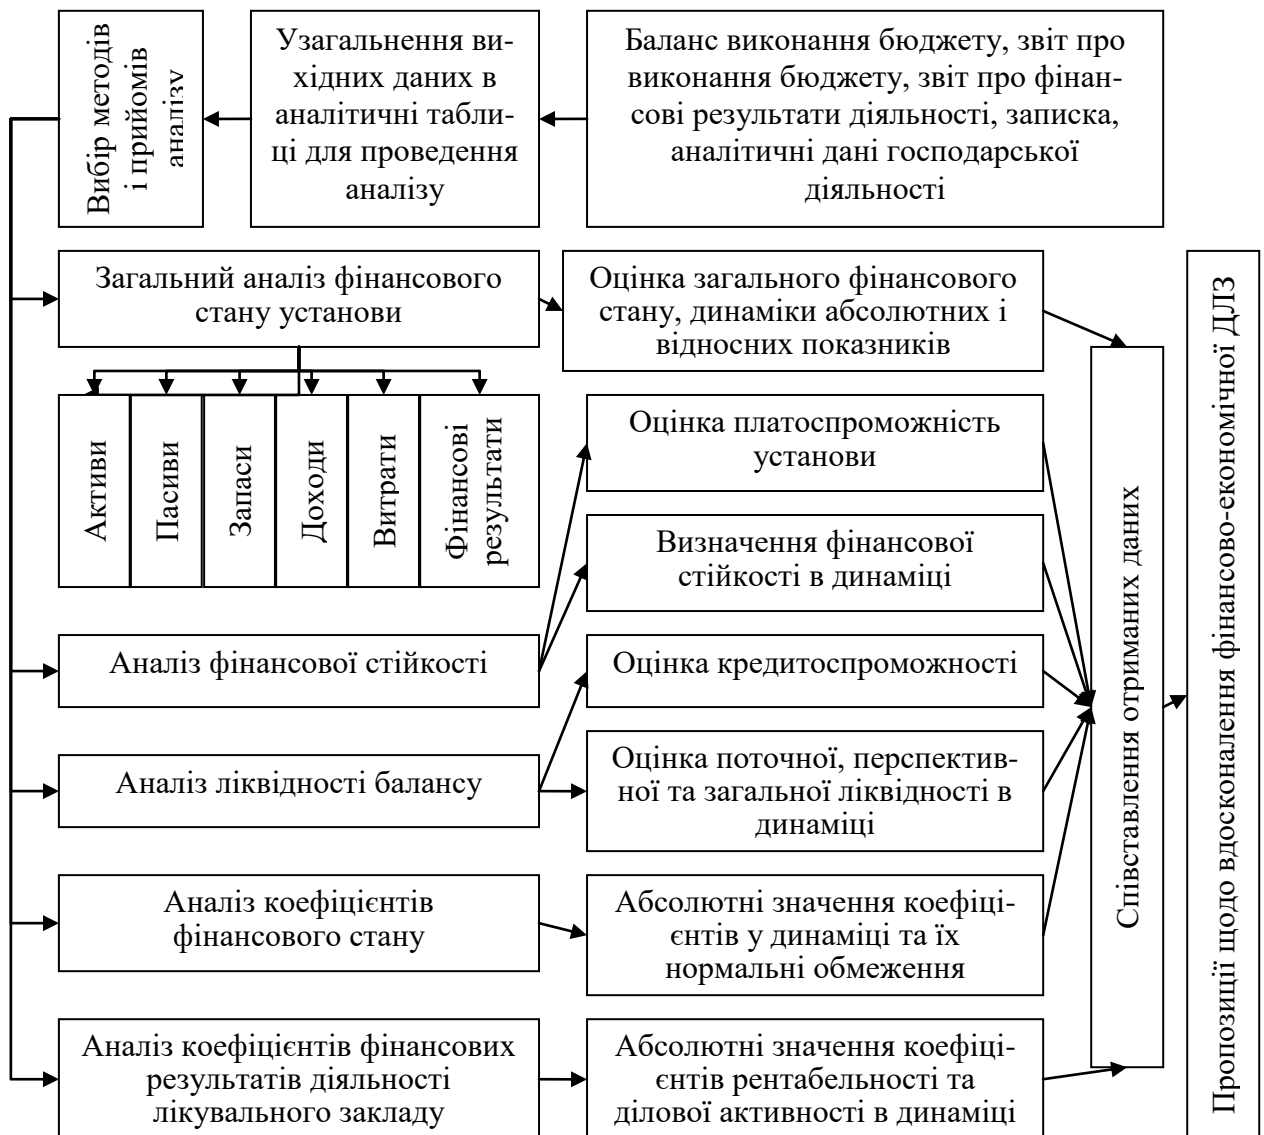 Вибір методів
і прийомів
аналізу
Узагальнення ви-
хідних даних в
аналітичні табли-
ці для проведення
аналізу
Баланс виконання бюджету, звіт про
виконання бюджету, звіт про фінан-
сові результати діяльності, записка,
аналітичні дані господарської
діяльності
Загальний аналіз фінансового
стану установи
Оцінка загального фінансового
стану, динаміки абсолютних і
відносних показників
Активи
Пасиви
Запаси
Доходи
Витрати
Фінансові
результати
Оцінка платоспроможність
установи
Визначення фінансової
стійкості в динаміці
Аналіз фінансової стійкості
Оцінка кредитоспроможності
Аналіз ліквідності балансу
Оцінка поточної, перспектив-
ної та загальної ліквідності в
динаміці
Аналіз коефіцієнтів
фінансового стану
Абсолютні значення коефіці-
єнтів у динаміці та їх
нормальні обмеження
Аналіз коефіцієнтів фінансових
результатів діяльності
лікувального закладу
Абсолютні значення коефіці-
єнтів рентабельності та
ділової активності в динаміці
Співставлення отриманих даних
Пропозиції щодо вдосконалення фінансово-економічної ДЛЗ